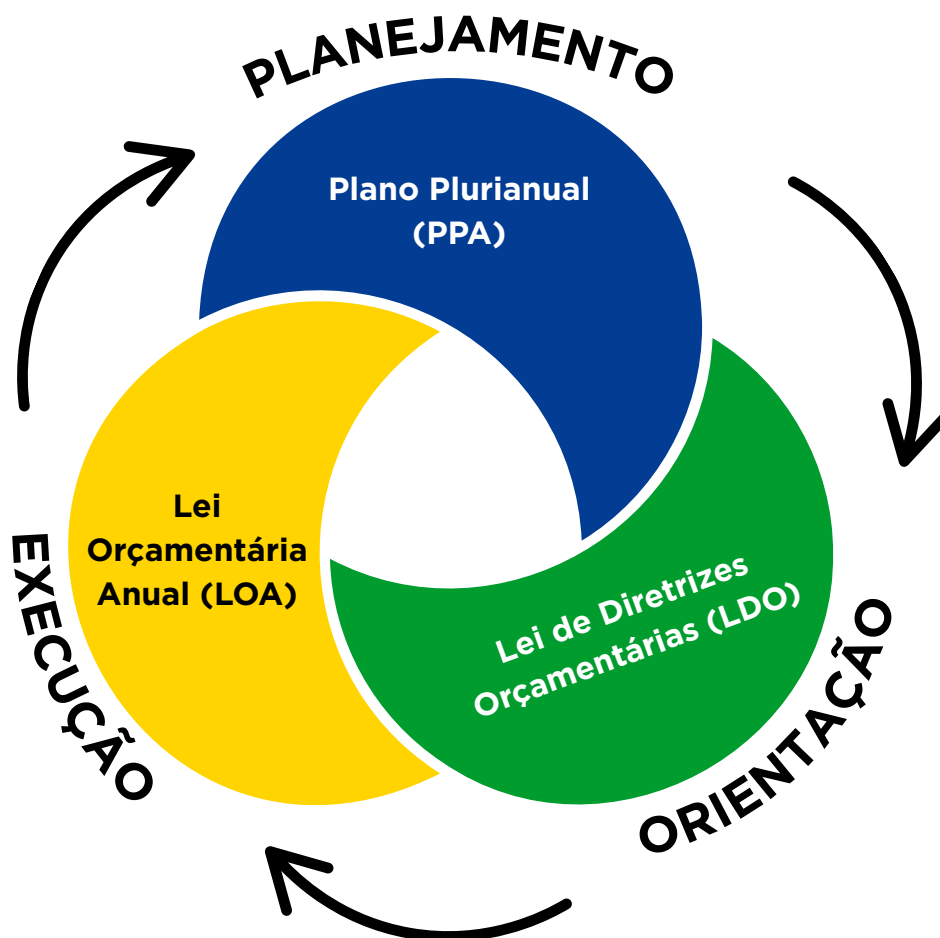 PLANEJAMENTO
Plano Plurianual
(PPA)
Lei de Diretrizes
Orçamentárias (LDO)
ORIENTAÇÃO
Lei
Orçamentária
Anual (LOA)
EXECUÇÃO